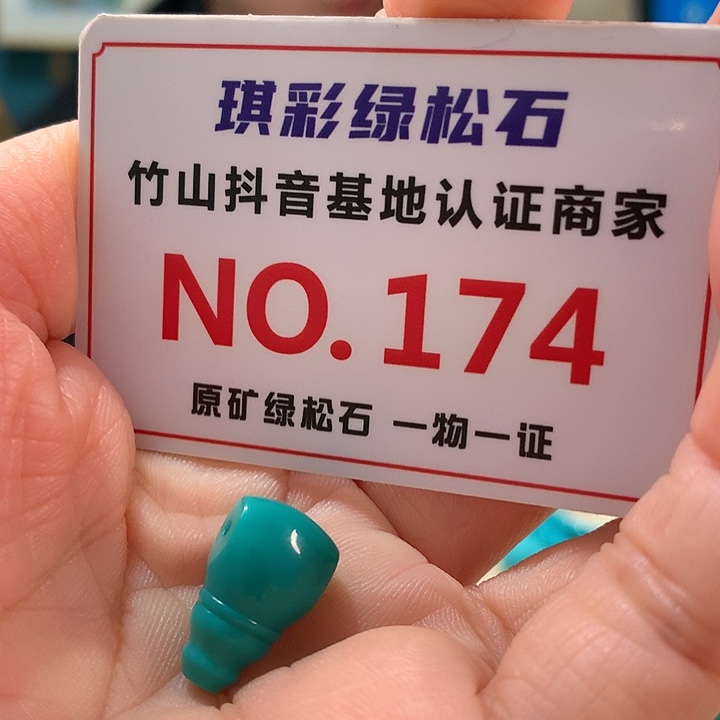 琪彩绿松石
竹山抖音基地认证商家
NO.174
原矿绿松石 一物一证